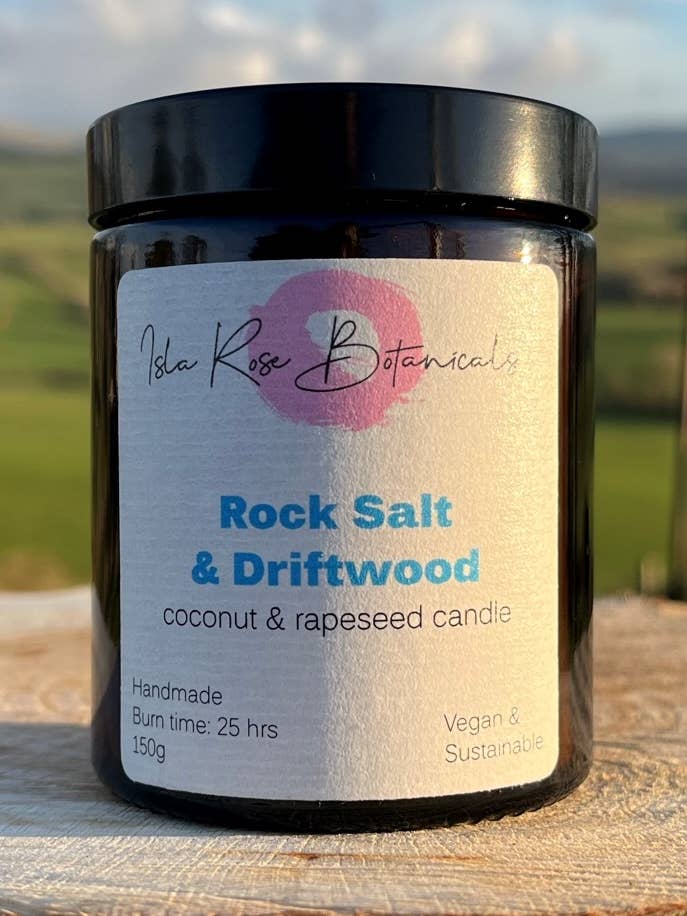 Isla Rose Botanicals
Rock Salt
& Driftwood
coconut & rapeseed candle
Handmade
Burn time: 25 hrs
150g
Vegan &
Sustainable